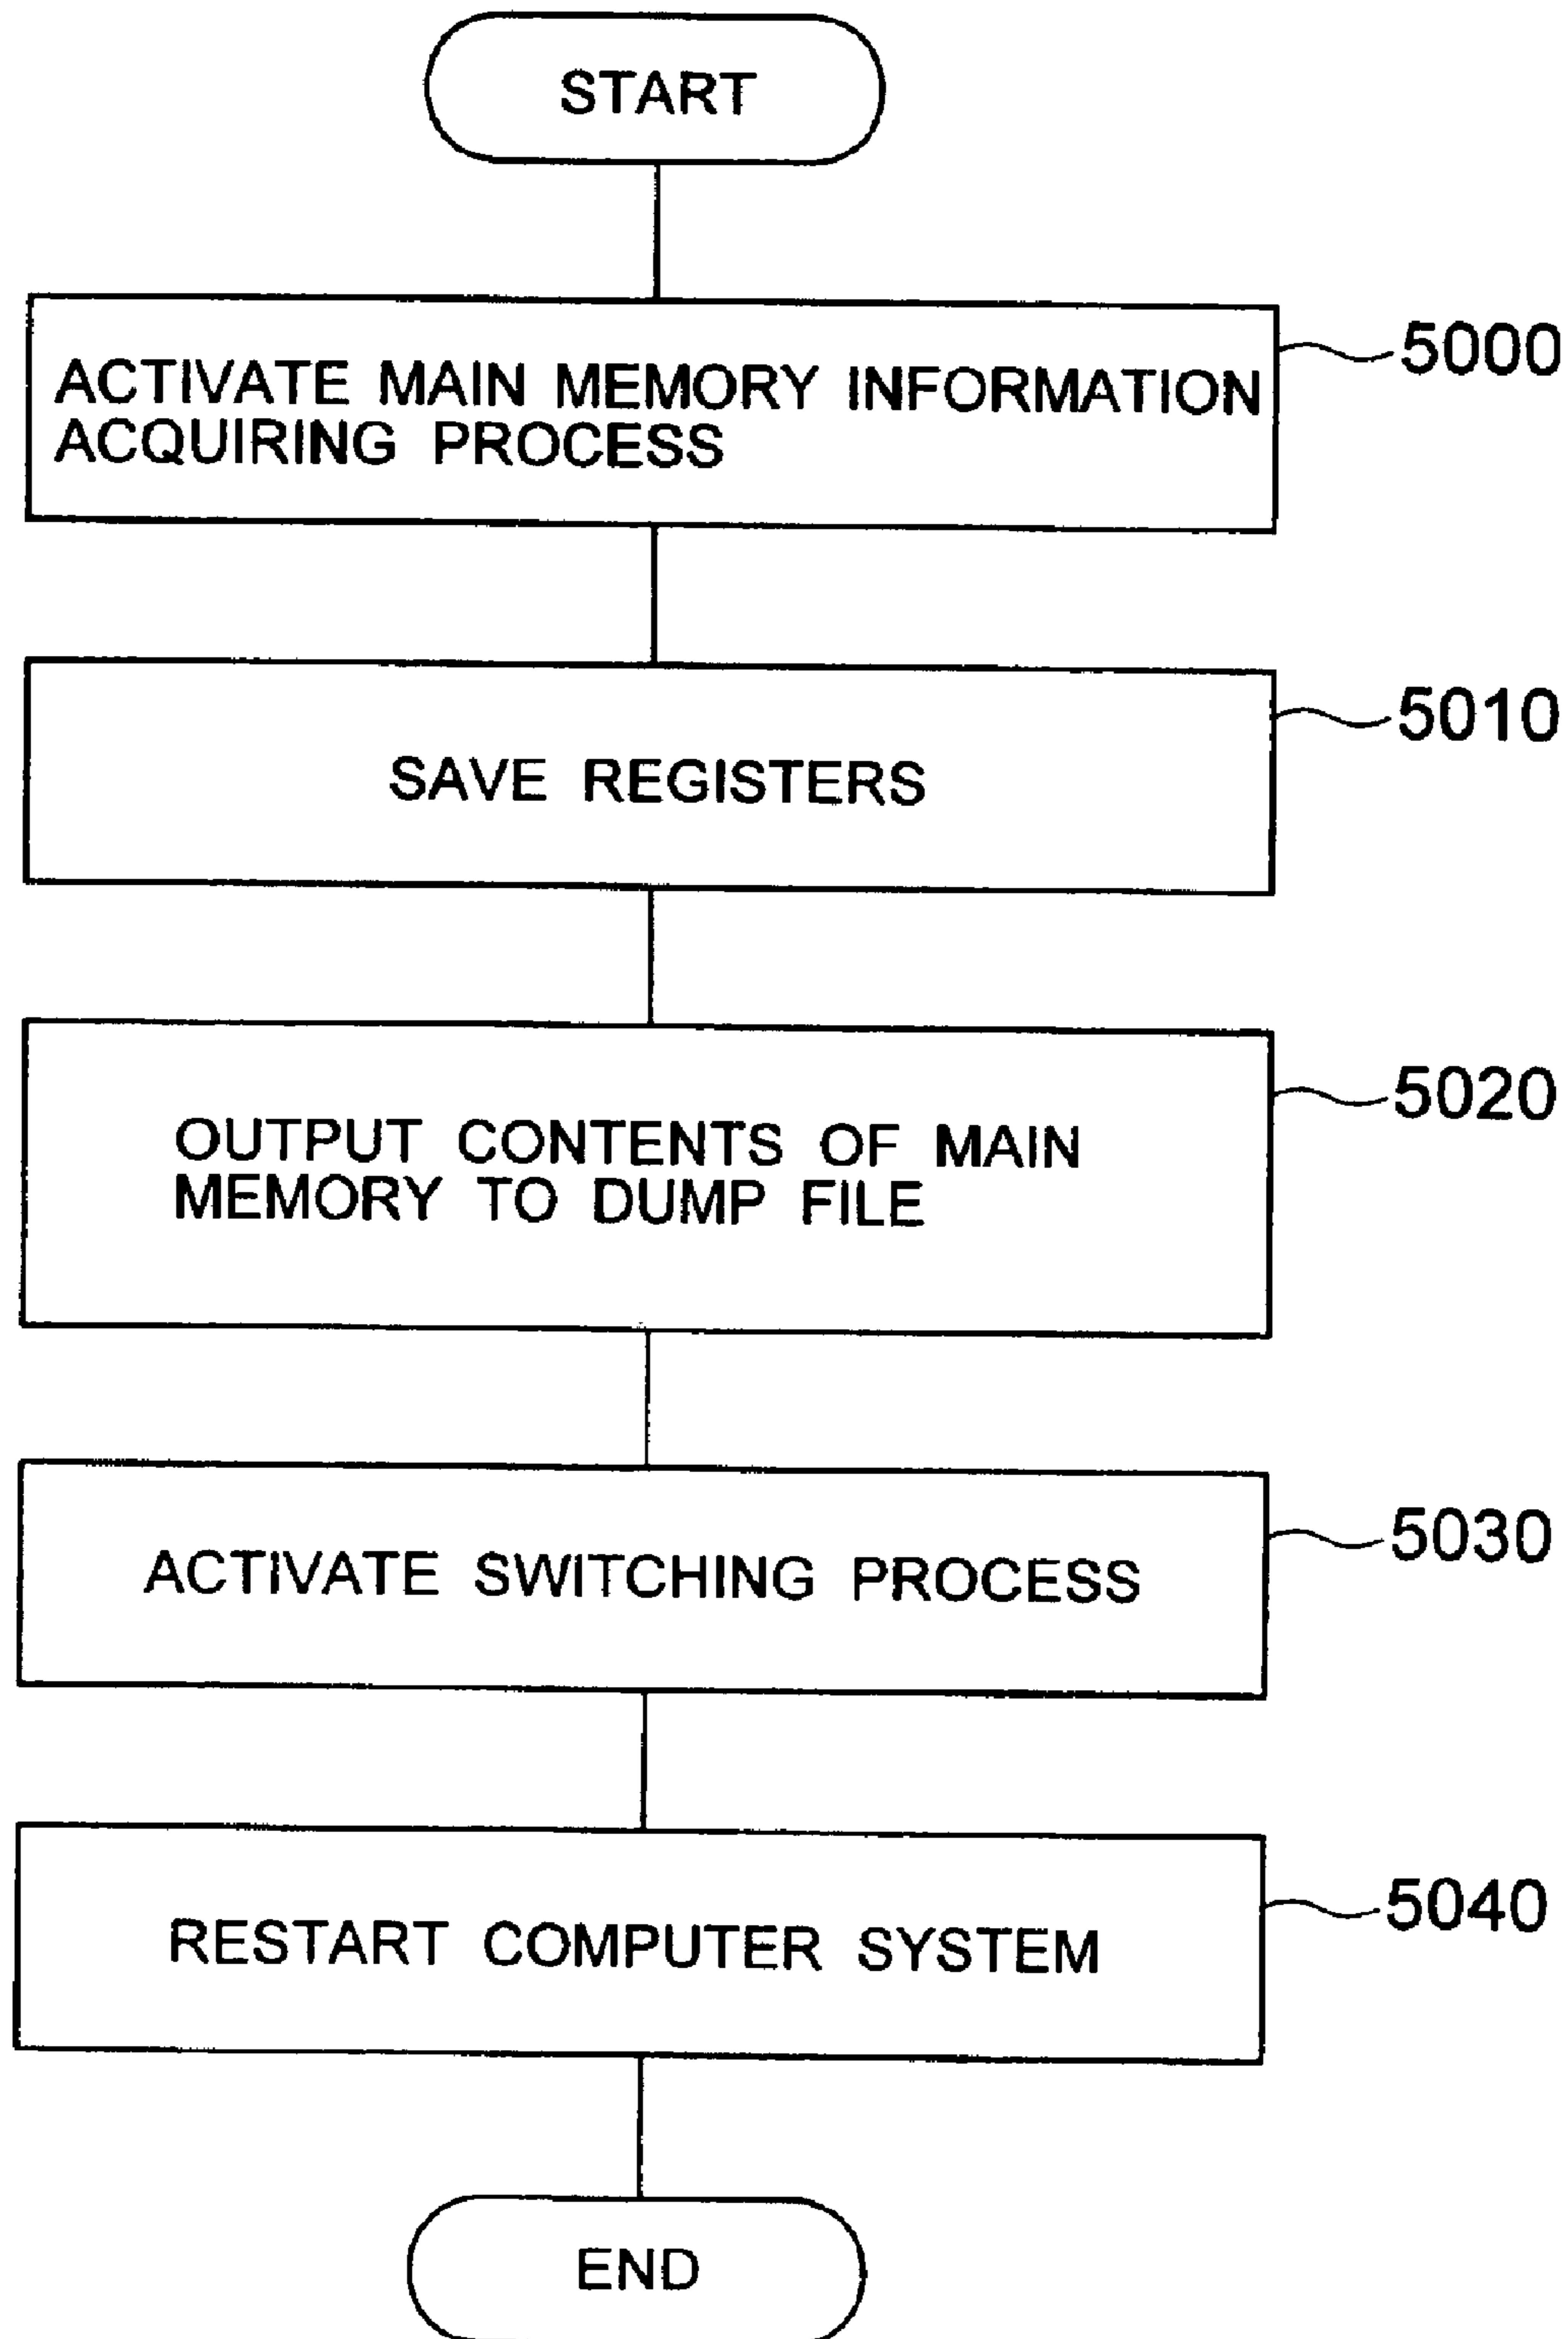 START
ACTIVATE MAIN MEMORY INFORMATION
ACQUIRING PROCESS
5000
SAVE REGISTERS
5010
OUTPUT CONTENTS OF MAIN
MEMORY TO DUMP FILE
5020
ACTIVATE SWITCHING PROCESS
5030
RESTART COMPUTER SYSTEM
5040
END